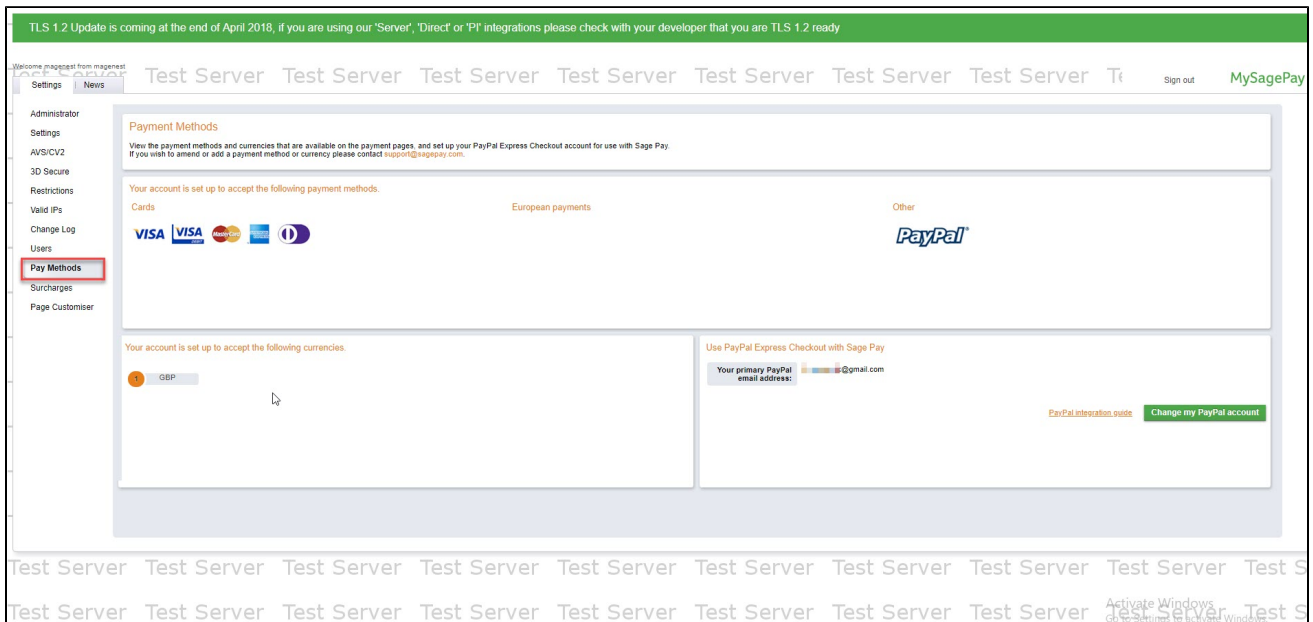 TLS 1.2 Update is coming at the end of April 2018, if you are using our 'Server', 'Direct' or 'PI' integrations please check with your developer that you are TLS 1.2 ready
Welcome magenest from magenest
Test Server Test Server Test Server Test Server Test Server Test Server Test Server Test Server Te
Sign out
MySagePay
Settings
News
Administrator
Settings
AVS/CV2
3D Secure
Restrictions
Valid IPs
Change Log
Users
Pay Methods
Surcharges
Page Customiser
Payment Methods
View the payment methods and currencies that are available on the payment pages, and set up your PayPal Express Checkout account for use with Sage Pay.
If you wish to amend or add a payment method or currency please contact support@sagepay.com.
Your account is set up to accept the following payment methods.
Cards
European payments
Other
VISA VISA DEBIT MasterCard
PayPal
Your account is set up to accept the following currencies.
1 GBP
Use PayPal Express Checkout with Sage Pay
Your primary PayPal
email address:
@gmail.com
PayPal integration guide
Change my PayPal account
Test Server Test Server Test Server Test Server Test Server Test Server Test Server Test Server Test Server Test S
Test Server Test Server Test Server Test Server Test Server Test Server Test Server Test Server Test Server Test S
Activate Windows
Go to Settings to activate Windows.